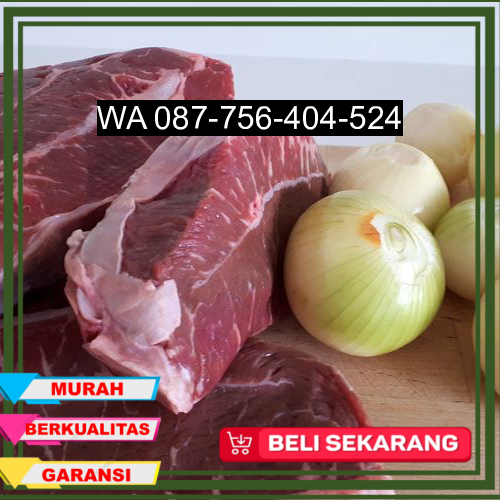 WA 087-756-404-524
MURAH
BERKUALITAS
GARANSI
BELI SEKARANG